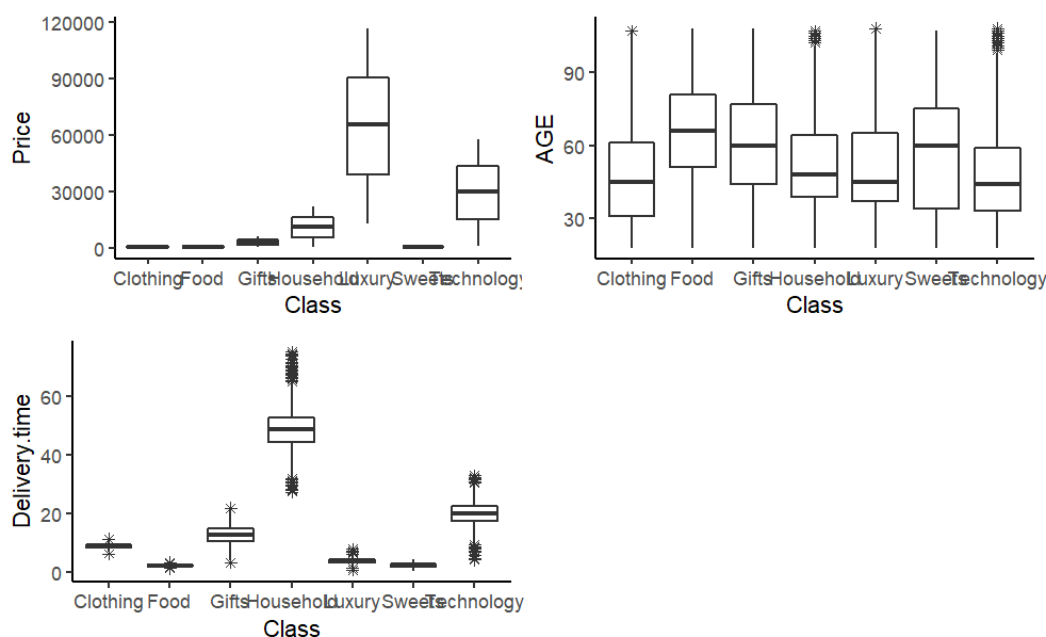 120000
90000
60000
30000
0
Price
Clothing Food Gifts Household Luxury Sweets Technology
Class
90
60
30
AGE
Clothing Food Gifts Household Luxury Sweets Technology
Class
60
40
20
0
Delivery.time
Clothing Food Gifts Household Luxury Sweets Technology
Class